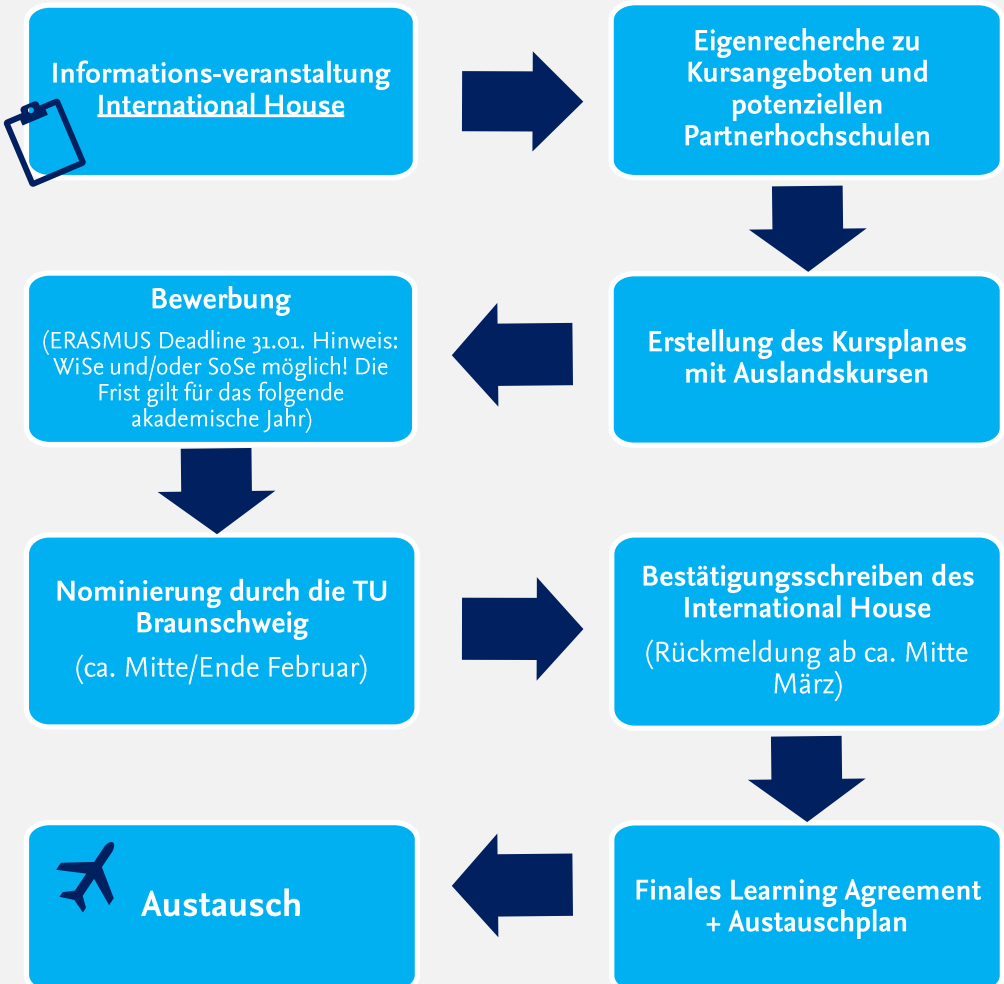 Informations-veranstaltung
International House
Eigenrecherche zu
Kursangeboten und
potenziellen
Partnerhochschulen
Erstellung des Kursplanes
mit Auslandskursen
Bewerbung
(ERASMUS Deadline 31.01. Hinweis:
WiSe und/oder SoSe möglich! Die
Frist gilt für das folgende
akademische Jahr)
Nominierung durch die TU
Braunschweig
(ca. Mitte/Ende Februar)
Bestätigungsschreiben des
International House
(Rückmeldung ab ca. Mitte
März)
Finales Learning Agreement
+ Austauschplan
Austausch